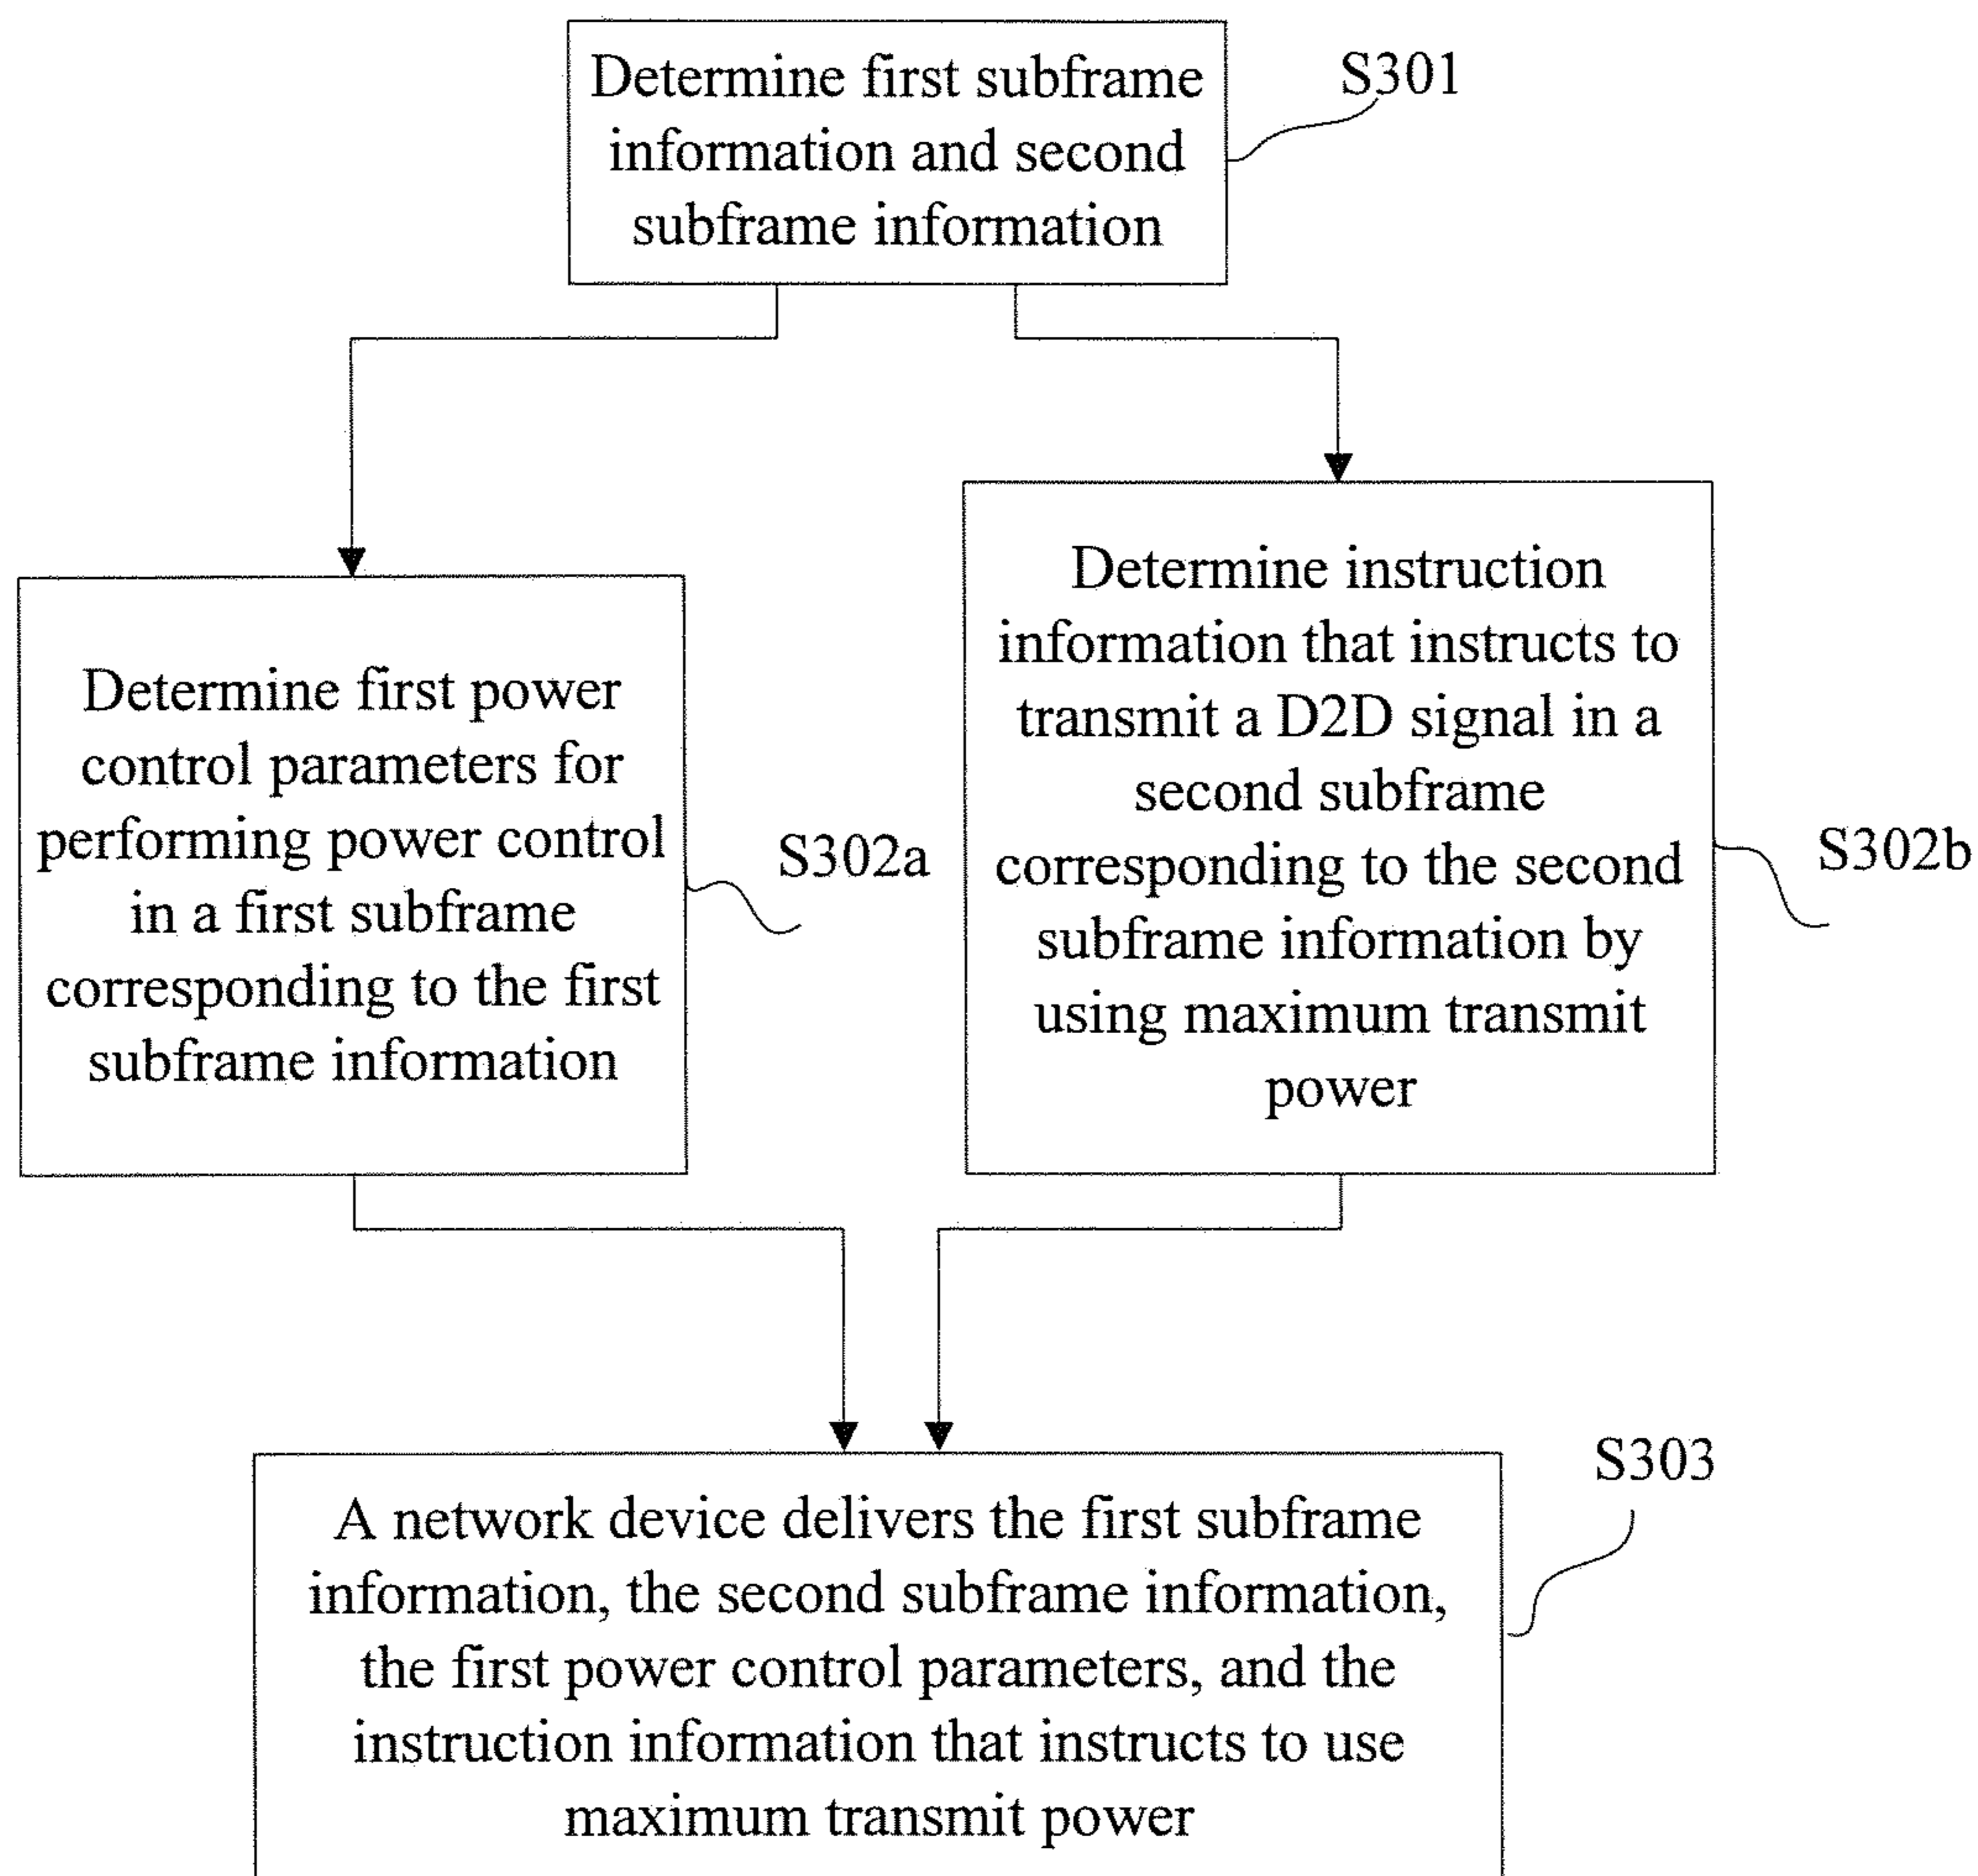 Determine first subframe
information and second
subframe information
S301
Determine first power
control parameters for
performing power control
in a first subframe
corresponding to the first
subframe information
S302a
Determine instruction
information that instructs to
transmit a D2D signal in a
second subframe
corresponding to the second
subframe information by
using maximum transmit
power
S302b
A network device delivers the first subframe
information, the second subframe information,
the first power control parameters, and the
instruction information that instructs to use
maximum transmit power
S303